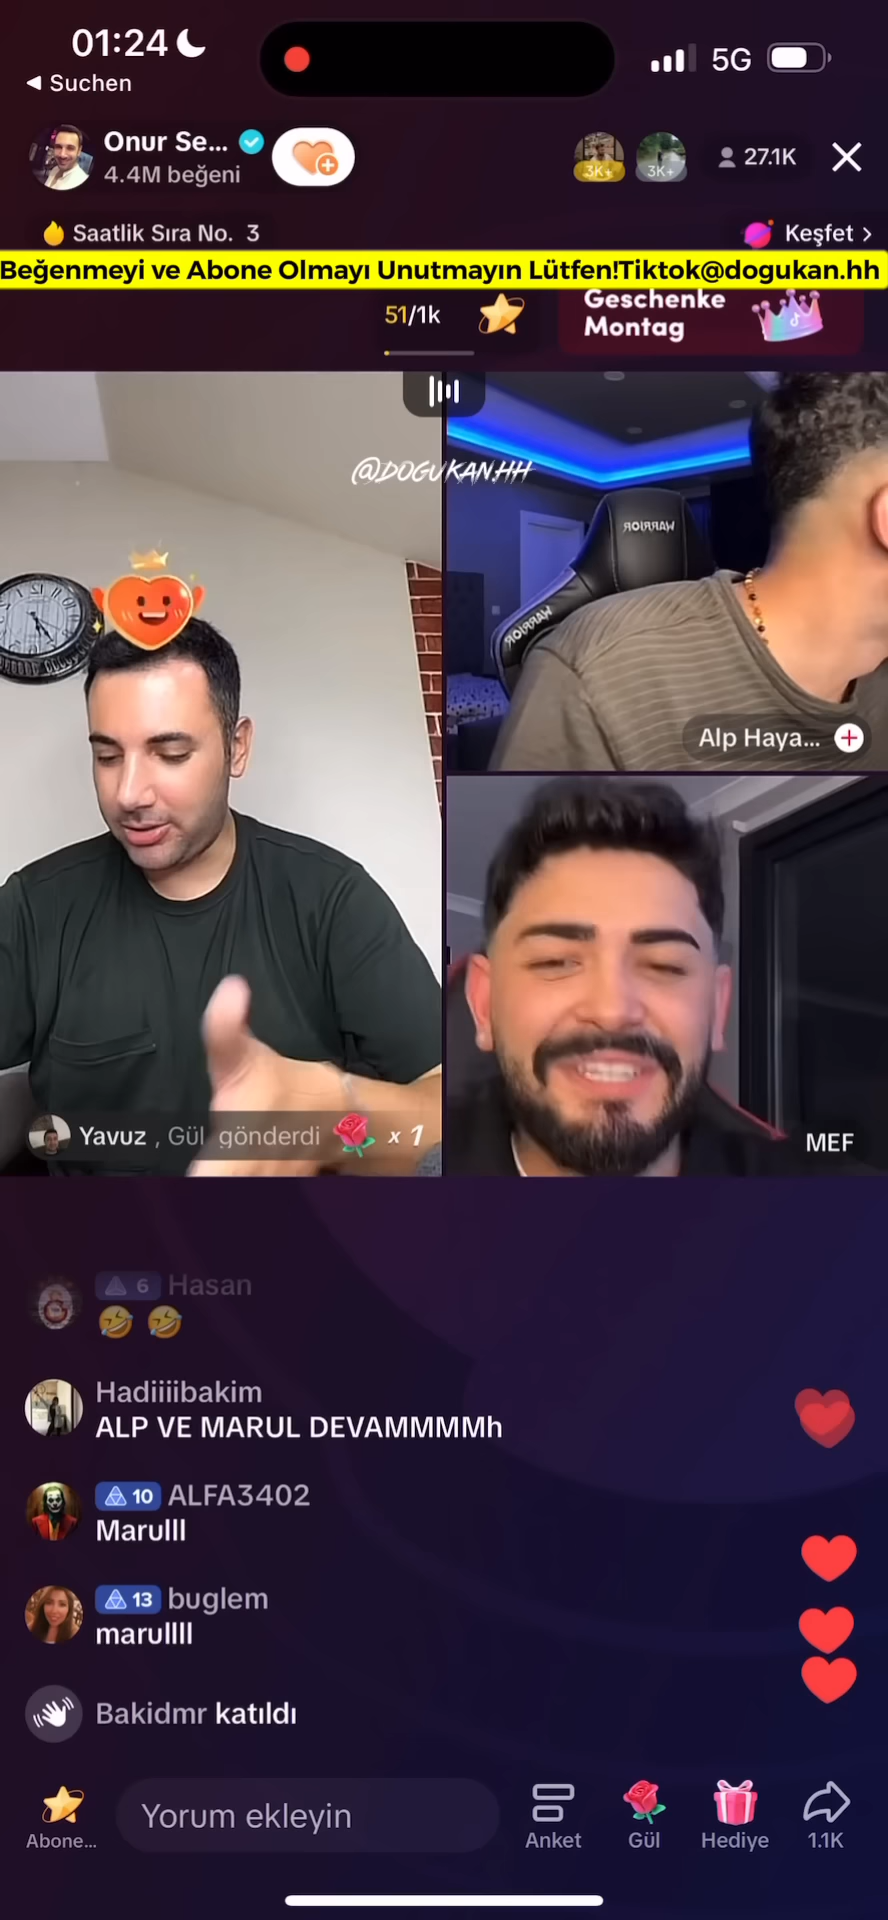 01:24
5G
Suchen
Onur Se...
4.4M beğeni
3K+
3K+
27.1K
Saatlik Sıra No. 3
Keşfet >
Beğenmeyi ve Abone Olmayı Unutmayın Lütfen!Tiktok@dogukan.hh
51/1k
Geschenke
Montag
@DOGUKAN.HH
WARRIOR
WARRIOR
Alp Haya...
Yavuz , Gül gönderdi x 1
MEF
6 Hasan
🤣 🤣
Hadiiiibakim
ALP VE MARUL DEVAMMMMh
10 ALFA3402
Marulll
13 buglem
marullll
Bakidmr katıldı
Abone...
Yorum ekleyin
Anket
Gül
Hediye
1.1K